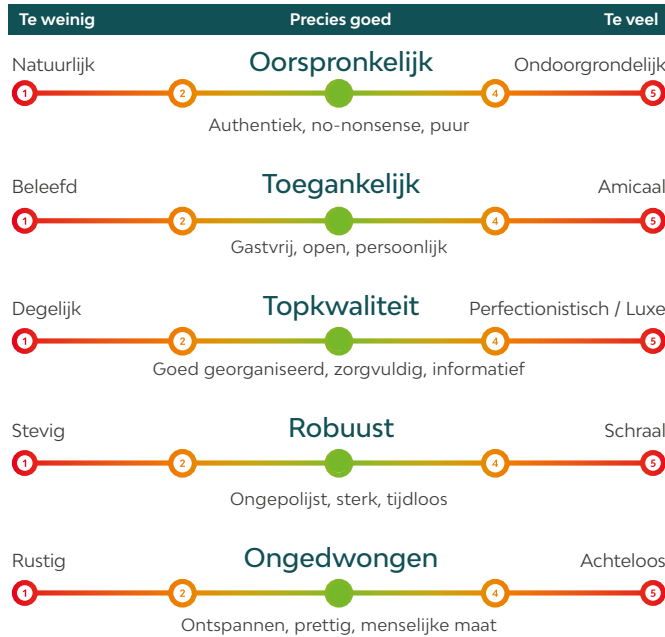 Te weinig Precies goed Te veel
Natuurlijk Oorspronkelijk Ondoorgrondelijk
1 2 4 5
Authentiek, no-nonsense, puur
Beleefd Toegankelijk Amicaal
1 2 4 5
Gastvrij, open, persoonlijk
Degelijk Topkwaliteit Perfectionistisch / Luxe
1 2 4 5
Goed georganiseerd, zorgvuldig, informatief
Stevig Robuust Schraal
1 2 4 5
Ongepolijst, sterk, tijdloos
Rustig Ongedwongen Achteloos
1 2 4 5
Ontspannen, prettig, menselijke maat